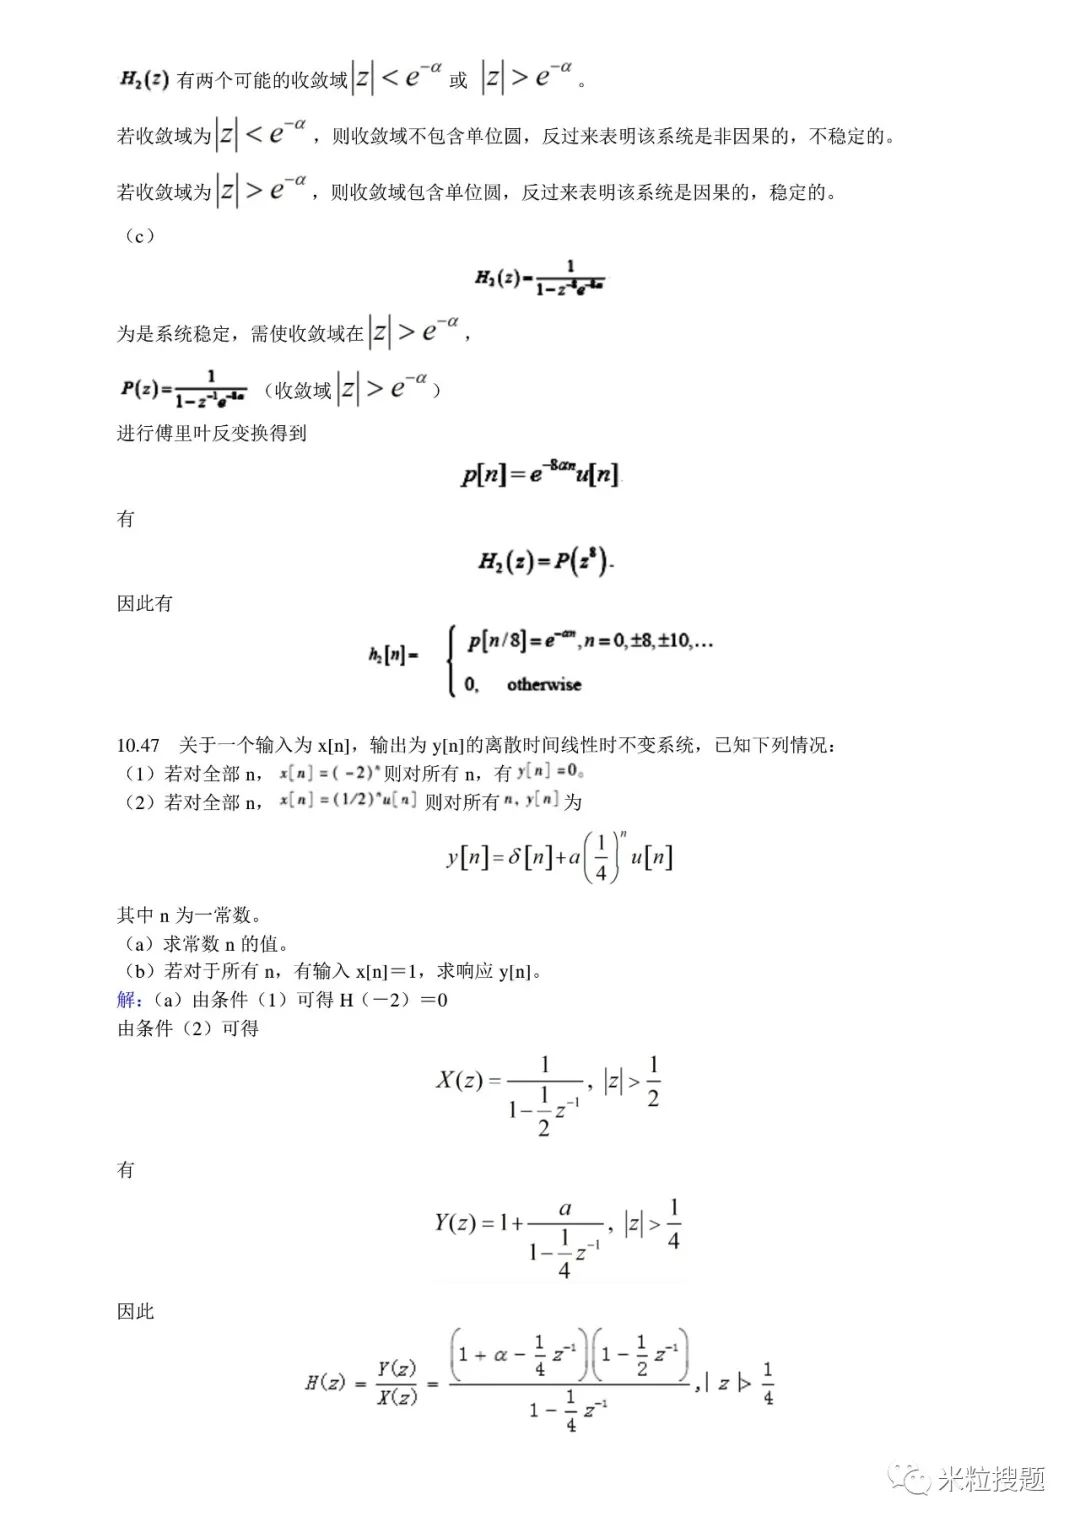 H₂(z) 有两个可能的收敛域|z| < e^{-α} 或 |z| > e^{-α} 。
若收敛域为|z| < e^{-α} ，则收敛域不包含单位圆，反过来表明该系统是非因果的，不稳定的。
若收敛域为|z| > e^{-α} ，则收敛域包含单位圆，反过来表明该系统是因果的，稳定的。
（c）
H₂(z)=1/(1-z^{-8}e^{-8α})
为是系统稳定，需使收敛域在|z| > e^{-α} ，
P(z)=1/(1-z^{-1}e^{-8α}) （收敛域|z| > e^{-α} ）
进行傅里叶反变换得到
p[n]=e^{-8αn}u[n]
有
H₂(z)=P(z⁸).
因此有
h₂[n]= { p[n/8]=e^{-αn}, n=0,±8,±10,…
0, otherwise
10.47 关于一个输入为 x[n]，输出为 y[n]的离散时间线性时不变系统，已知下列情况：
（1）若对全部 n， x[n]=(-2)ⁿ则对所有 n，有 y[n]=0。
（2）若对全部 n， x[n]=(1/2)ⁿu[n] 则对所有 n，y[n]为
y[n]=δ[n]+a(1/4)ⁿu[n]
其中 n 为一常数。
（a）求常数 n 的值。
（b）若对于所有 n，有输入 x[n]＝1，求响应 y[n]。
解：（a）由条件（1）可得 H（－2）＝0
由条件（2）可得
X(z)=1/(1-1/2 z^{-1}), |z|>1/2
有
Y(z)=1+a/(1-1/4 z^{-1}), |z|>1/4
因此
H(z) = Y(z)/X(z) = (1+α-1/4 z^{-1})(1-1/2 z^{-1})/(1-1/4 z^{-1}),|z|>1/4
米粒搜题